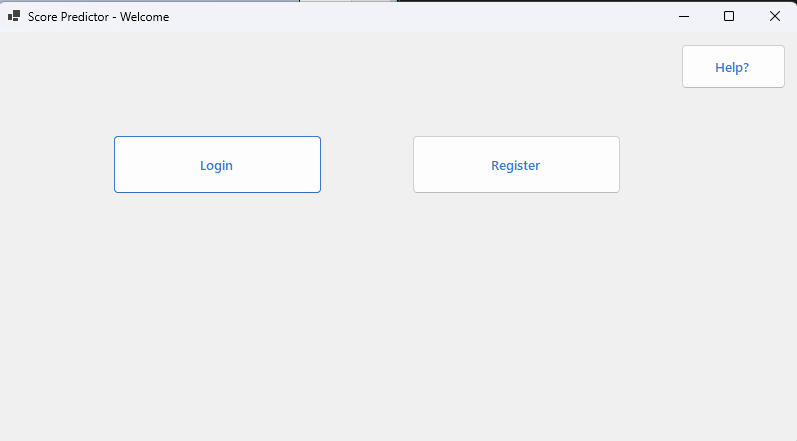 Score Predictor - Welcome
Help?
Login
Register